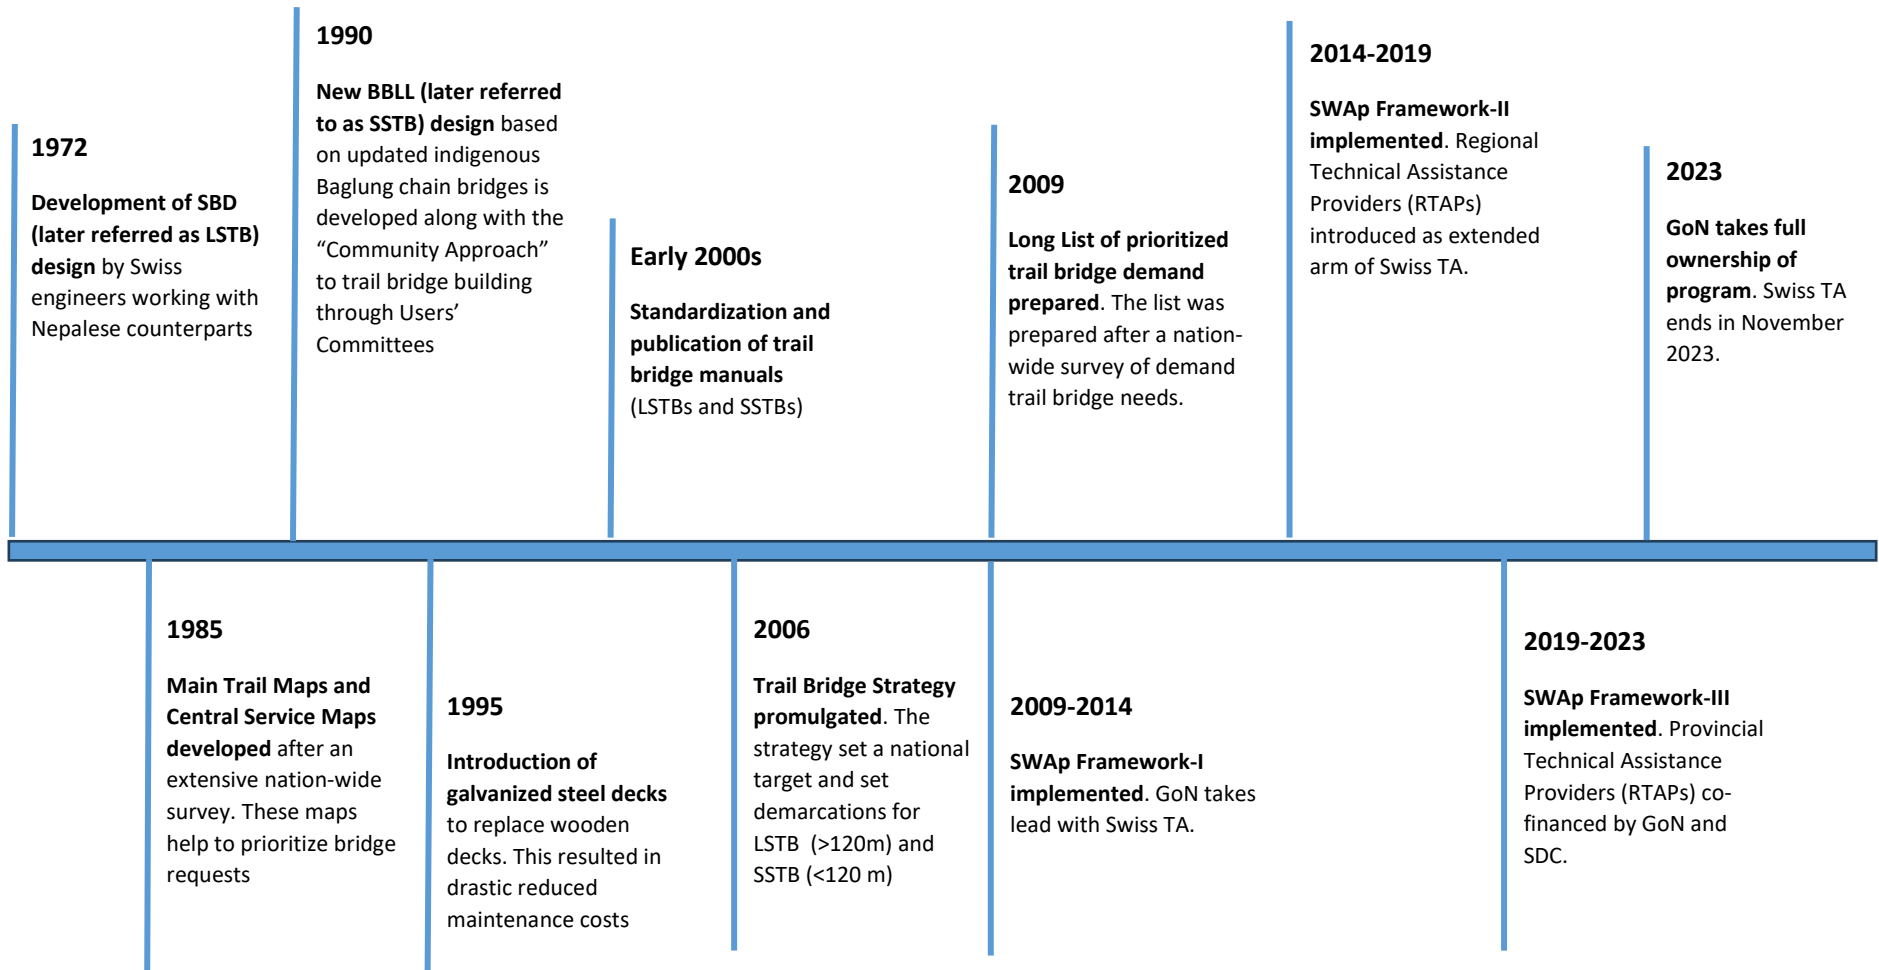 1972
Development of SBD
(later referred as LSTB)
design by Swiss
engineers working with
Nepalese counterparts
1985
Main Trail Maps and
Central Service Maps
developed after an
extensive nation-wide
survey. These maps
help to prioritize bridge
requests
1990
New BBLL (later referred
to as SSTB) design based
on updated indigenous
Baglung chain bridges is
developed along with the
“Community Approach”
to trail bridge building
through Users’
Committees
1995
Introduction of
galvanized steel decks
to replace wooden
decks. This resulted in
drastic reduced
maintenance costs
Early 2000s
Standardization and
publication of trail
bridge manuals
(LSTBs and SSTBs)
2006
Trail Bridge Strategy
promulgated. The
strategy set a national
target and set
demarcations for
LSTB (>120m) and
SSTB (<120 m)
2009
Long List of prioritized
trail bridge demand
prepared. The list was
prepared after a nation-
wide survey of demand
trail bridge needs.
2009-2014
SWAp Framework-I
implemented. GoN takes
lead with Swiss TA.
2014-2019
SWAp Framework-II
implemented. Regional
Technical Assistance
Providers (RTAPs)
introduced as extended
arm of Swiss TA.
2019-2023
SWAp Framework-III
implemented. Provincial
Technical Assistance
Providers (RTAPs) co-
financed by GoN and
SDC.
2023
GoN takes full
ownership of
program. Swiss TA
ends in November
2023.